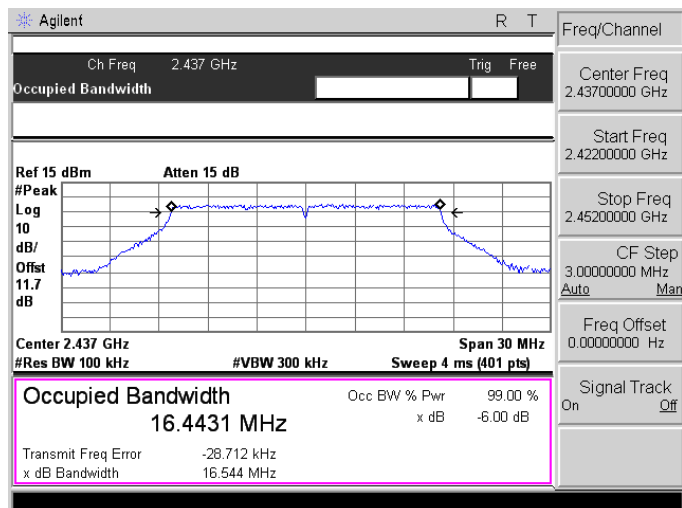 Agilent R T
Freq/Channel
Ch Freq 2.437 GHz Trig Free
Occupied Bandwidth
Center Freq
2.43700000 GHz
Start Freq
2.42200000 GHz
Stop Freq
2.45200000 GHz
CF Step
3.00000000 MHz
Auto Man
Freq Offset
0.00000000 Hz
Signal Track
On Off
Ref 15 dBm Atten 15 dB
#Peak
Log
10
dB/
Offst
11.7
dB
Center 2.437 GHz Span 30 MHz
#Res BW 100 kHz #VBW 300 kHz Sweep 4 ms (401 pts)
Occupied Bandwidth Occ BW % Pwr 99.00 %
16.4431 MHz x dB -6.00 dB
Transmit Freq Error -28.712 kHz
x dB Bandwidth 16.544 MHz